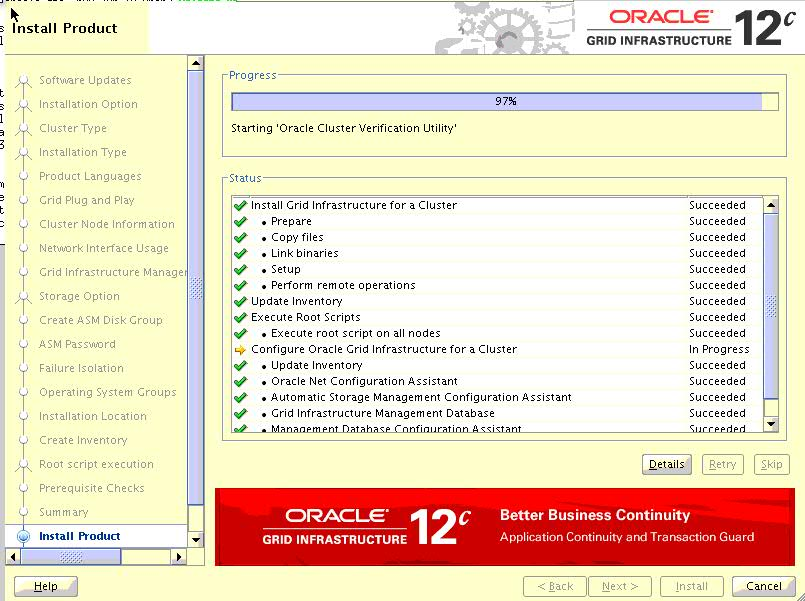 Install Product
ORACLE
GRID INFRASTRUCTURE 12c
Software Updates
Installation Option
Cluster Type
Installation Type
Product Languages
Grid Plug and Play
Cluster Node Information
Network Interface Usage
Grid Infrastructure Manager
Storage Option
Create ASM Disk Group
ASM Password
Failure Isolation
Operating System Groups
Installation Location
Create Inventory
Root script execution
Prerequisite Checks
Summary
Install Product
Progress
97%
Starting 'Oracle Cluster Verification Utility'
Status
Install Grid Infrastructure for a Cluster Succeeded
• Prepare Succeeded
• Copy files Succeeded
• Link binaries Succeeded
• Setup Succeeded
• Perform remote operations Succeeded
Update Inventory Succeeded
Execute Root Scripts Succeeded
• Execute root script on all nodes Succeeded
Configure Oracle Grid Infrastructure for a Cluster In Progress
• Update Inventory Succeeded
• Oracle Net Configuration Assistant Succeeded
• Automatic Storage Management Configuration Assistant Succeeded
• Grid Infrastructure Management Database Succeeded
• Management Database Configuration Assistant Succeeded
Details Retry Skip
ORACLE
GRID INFRASTRUCTURE 12c
Better Business Continuity
Application Continuity and Transaction Guard
Help < Back Next > Install Cancel